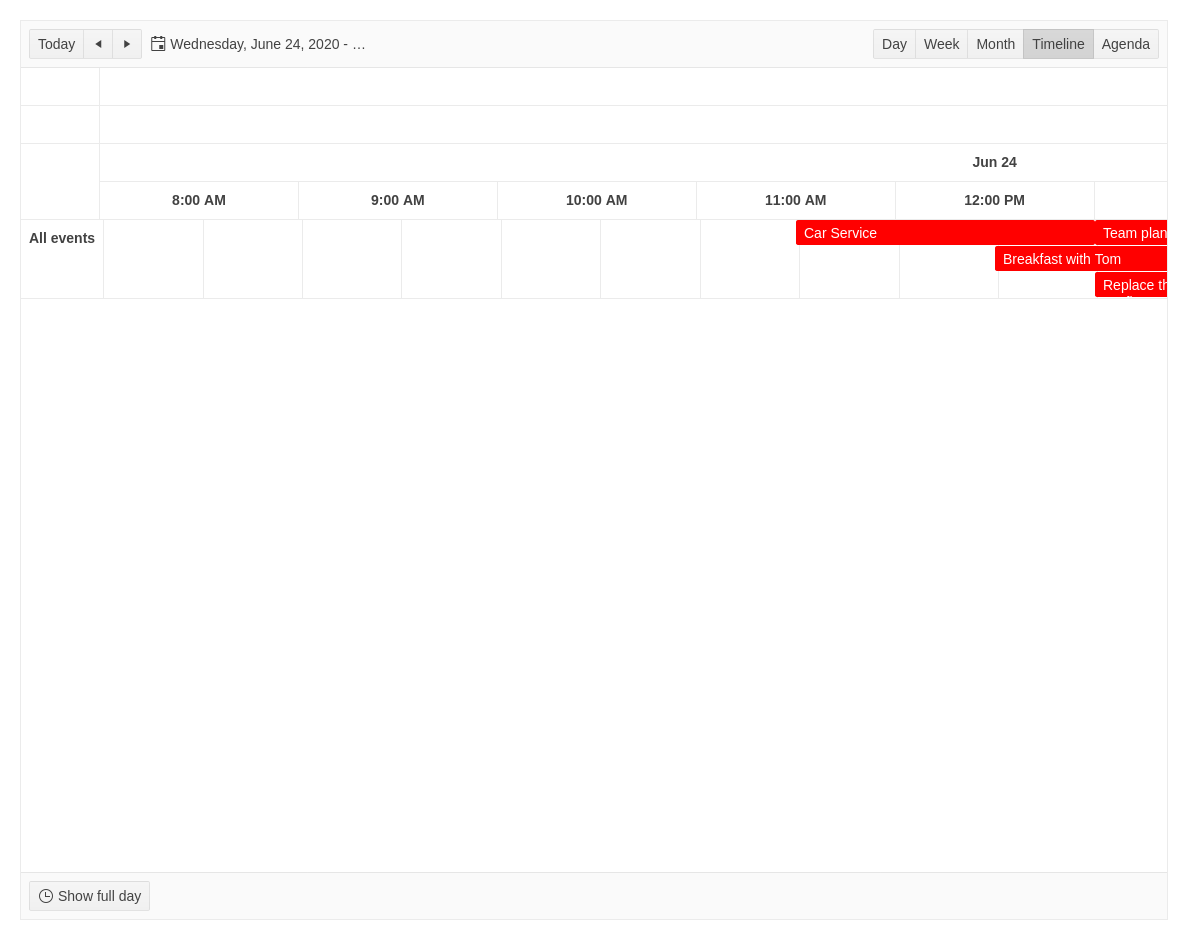 Today Wednesday, June 24, 2020 - … Day Week Month Timeline Agenda
Jun 24
8:00 AM 9:00 AM 10:00 AM 11:00 AM 12:00 PM
All events
Car Service Team plan
Breakfast with Tom
Replace th
Show full day